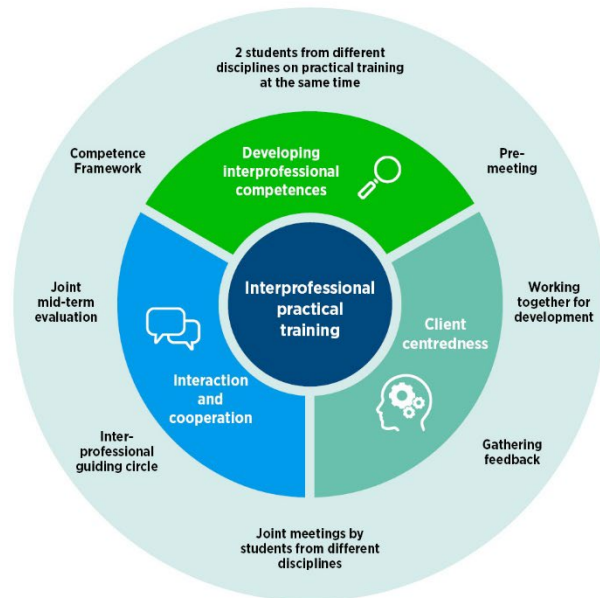 2 students from different
disciplines on practical training
at the same time
Competence
Framework
Pre-
meeting
Developing
interprofessional
competences
Joint
mid-term
evaluation
Interprofessional
practical
training
Working
together for
development
Client
centredness
Interaction
and
cooperation
Inter-
professional
guiding circle
Gathering
feedback
Joint meetings by
students from different
disciplines